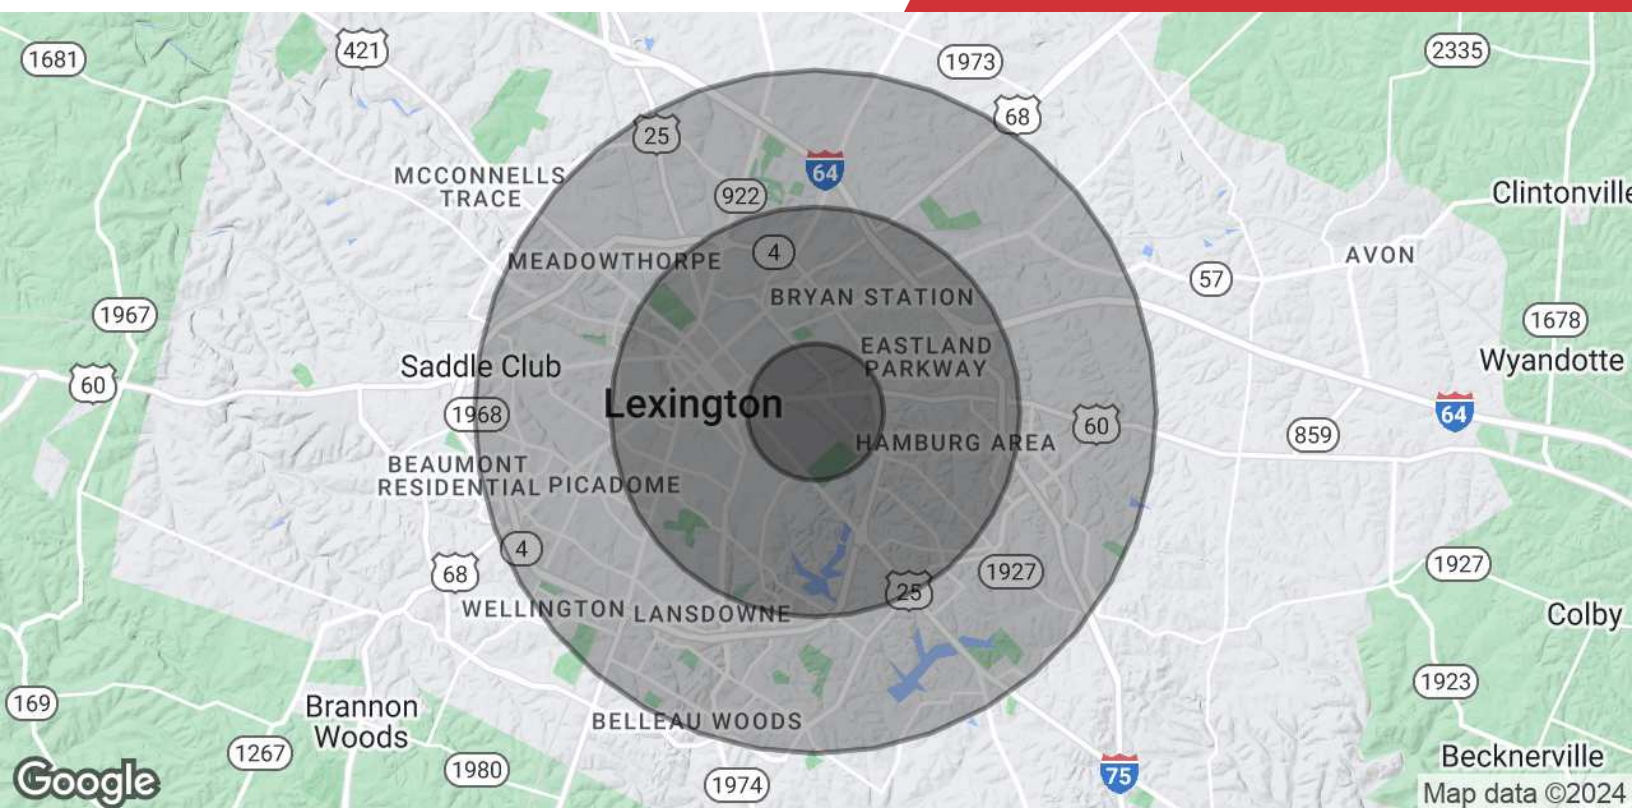 1681
421
1973
2335
68
25
64
MCCONNELLS
TRACE
922
Clintonville
4
MEADOWTHORPE
AVON
57
BRYAN STATION
1967
1678
EASTLAND
PARKWAY
Wyandotte
Saddle Club
60
Lexington
1968
64
60
859
HAMBURG AREA
BEAUMONT
RESIDENTIAL
PICADOME
4
68
1927
1927
25
WELLINGTON
LANSDOWNE
Colby
1923
169
Brannon
Woods
BELLEAU WOODS
1267
1980
1974
75
Becknerville
Google
Map data ©2024